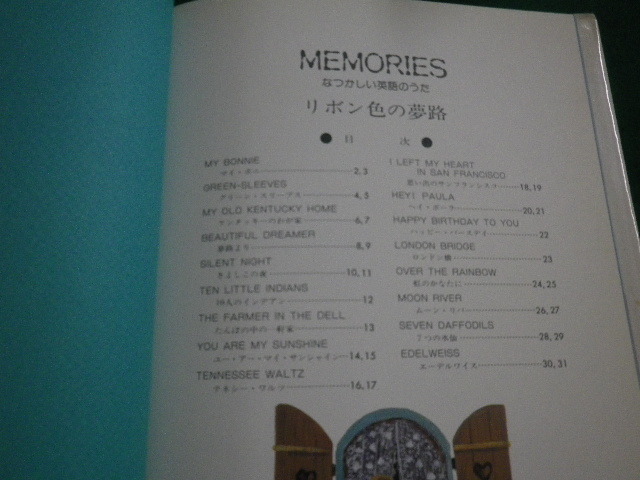 MEMORIES
なつかしい英語のうた
リボン色の夢路
●目 次●
MY BONNIE
マイ・ボニー 2,3
GREEN-SLEEVES
グリーン・スリーブス 4,5
MY OLD KENTUCKY HOME
ケンタッキーのわが家 6,7
BEAUTIFUL DREAMER
夢路より 8,9
SILENT NIGHT
きよしこの夜 10,11
TEN LITTLE INDIANS
10人のインデアン 12
THE FARMER IN THE DELL
たんぼの中の一軒家 13
YOU ARE MY SUNSHINE
ユー・アー・マイ・サンシャイン 14,15
TENNESSEE WALTZ
テネシー・ワルツ 16,17
I LEFT MY HEART
IN SAN FRANCISCO
思い出のサンフランシスコ 18,19
HEY! PAULA
ヘイ・ポーラ 20,21
HAPPY BIRTHDAY TO YOU
ハッピー・バースデイ 22
LONDON BRIDGE
ロンドン橋 23
OVER THE RAINBOW
虹のかなたに 24,25
MOON RIVER
ムーン・リバー 26,27
SEVEN DAFFODILS
7つの水仙 28,29
EDELWEISS
エーデルワイス 30,31